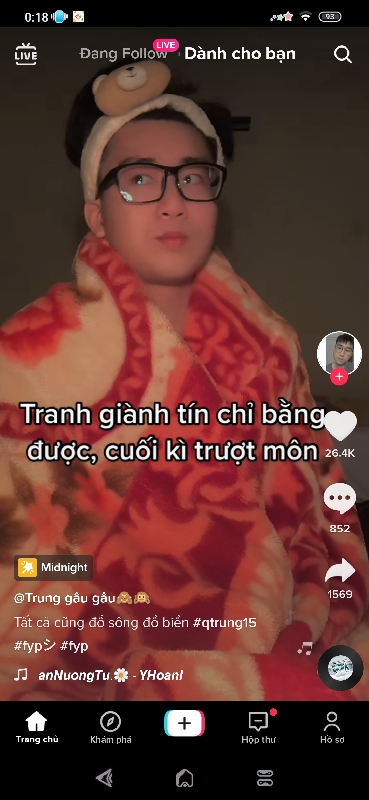 0:18
93
LIVE
Đang Follow
LIVE
Dành cho bạn
Tranh giành tín chỉ bằng
được, cuối kì trượt môn
26.4K
852
1569
Midnight
@Trung gâu gâu🙈🙊
Tất cả cũng đổ sông đổ biển #qtrung15
#fypシ #fyp
anNuongTu🌼 - YHoanl
Trang chủ
Khám phá
Hộp thư
Hồ sơ